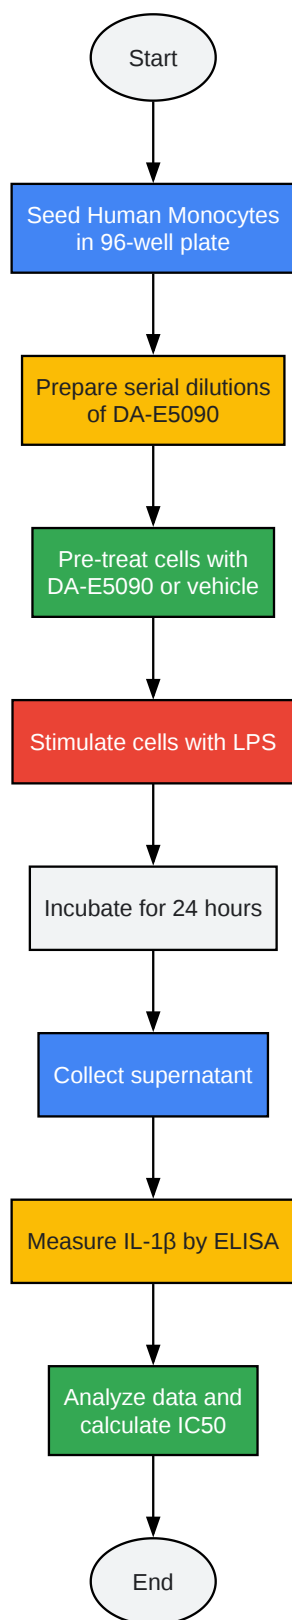 Start
Seed Human Monocytes
in 96-well plate
Prepare serial dilutions
of DA-E5090
Pre-treat cells with
DA-E5090 or vehicle
Stimulate cells with LPS
Incubate for 24 hours
Collect supernatant
Measure IL-1β by ELISA
Analyze data and
calculate IC50
End